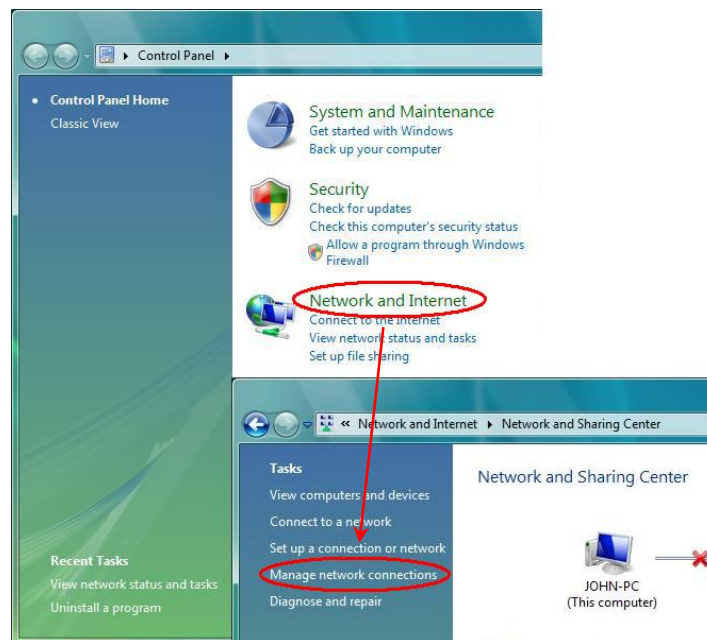 Control Panel
Control Panel Home
Classic View
System and Maintenance
Get started with Windows
Back up your computer
Security
Check for updates
Check this computer's security status
Allow a program through Windows
Firewall
Network and Internet
Connect to the Internet
View network status and tasks
Set up file sharing
Recent Tasks
View network status and tasks
Uninstall a program
« Network and Internet Network and Sharing Center
Tasks
View computers and devices
Connect to a network
Set up a connection or network
Manage network connections
Diagnose and repair
Network and Sharing Center
JOHN-PC
(This computer)